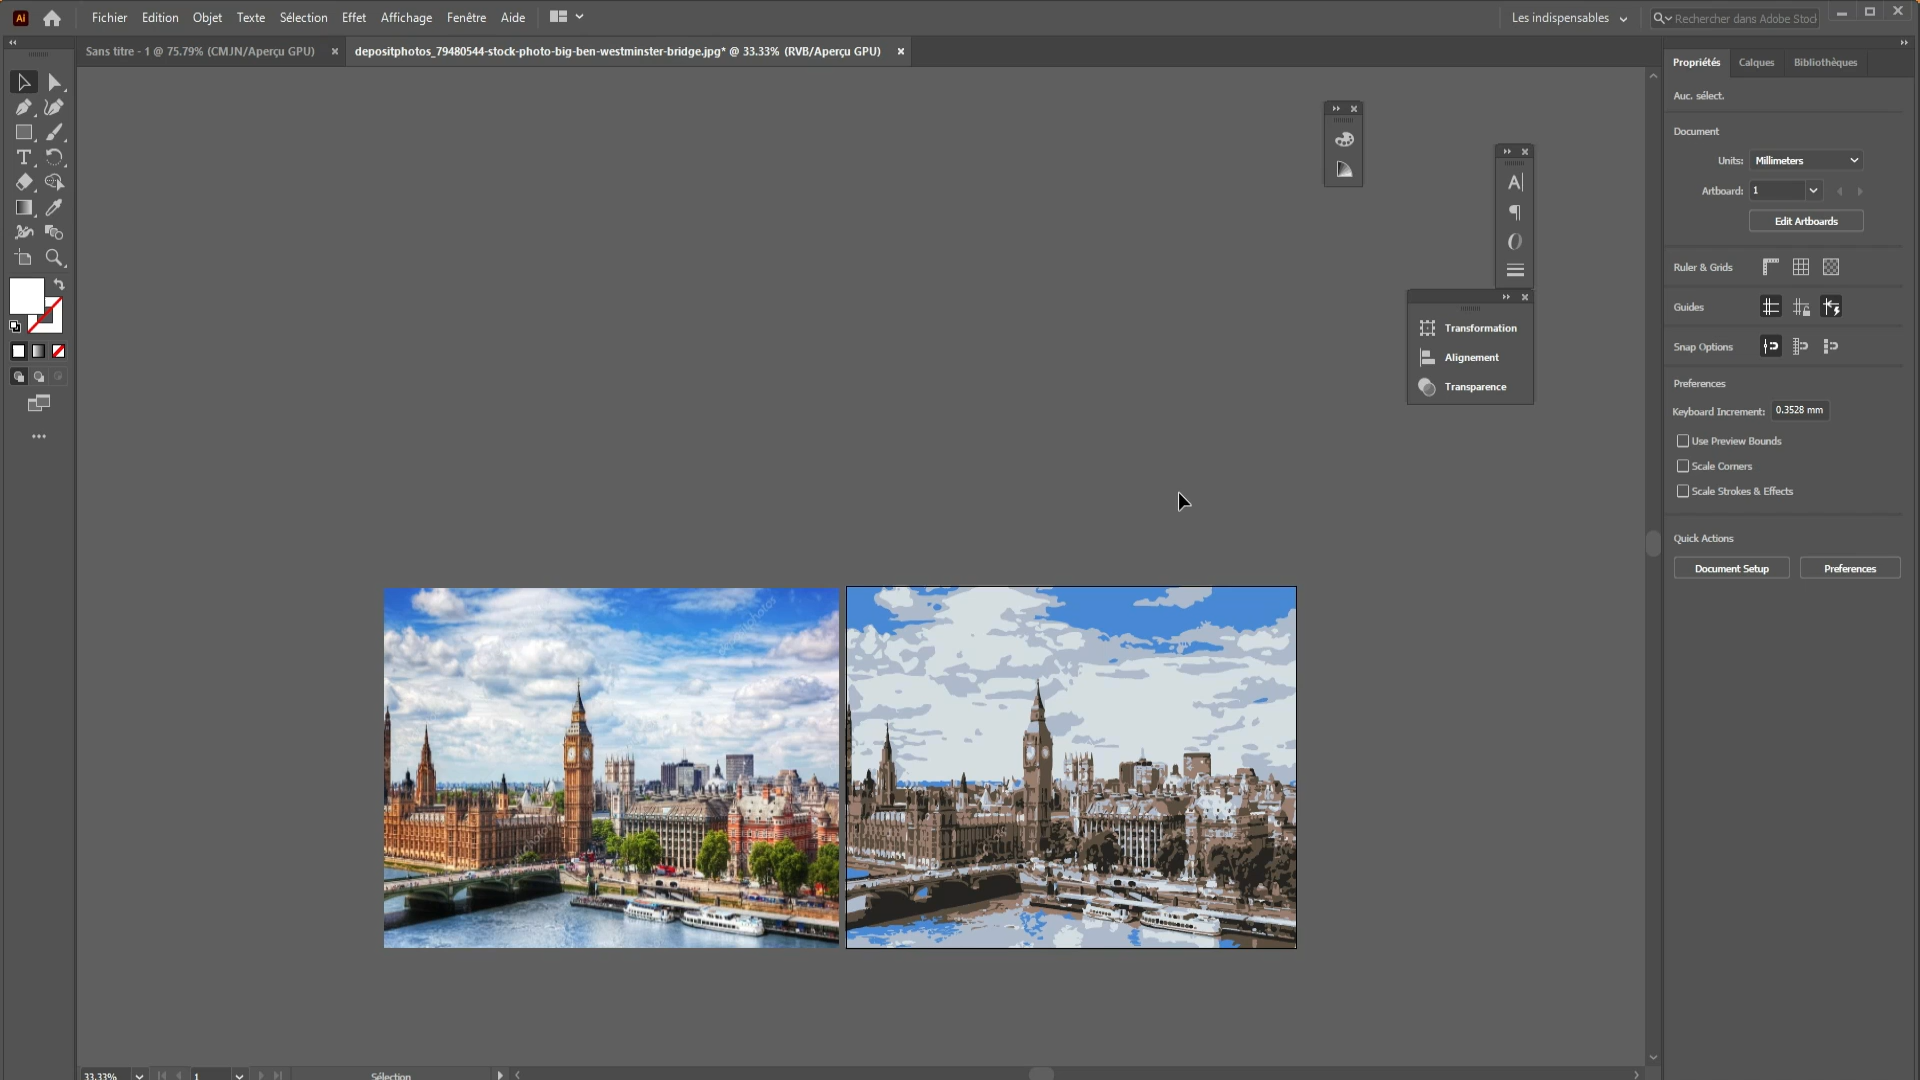 Ai
Fichier Edition Objet Texte Sélection Effet Affichage Fenêtre Aide
Les indispensables
Rechercher dans Adobe Stock
Sans titre - 1 @ 75.79% (CMJN/Aperçu GPU) ×
depositphotos_79480544-stock-photo-big-ben-westminster-bridge.jpg* @ 33.33% (RVB/Aperçu GPU) ×
Propriétés Calques Bibliothèques
Auc. sélect.
Document
Units: Millimeters
Artboard: 1
Edit Artboards
Ruler & Grids
Guides
Snap Options
Preferences
Keyboard Increment: 0.3528 mm
Use Preview Bounds
Scale Corners
Scale Strokes & Effects
Quick Actions
Document Setup Preferences
Transformation
Alignement
Transparence
33.33% 1 Sélection